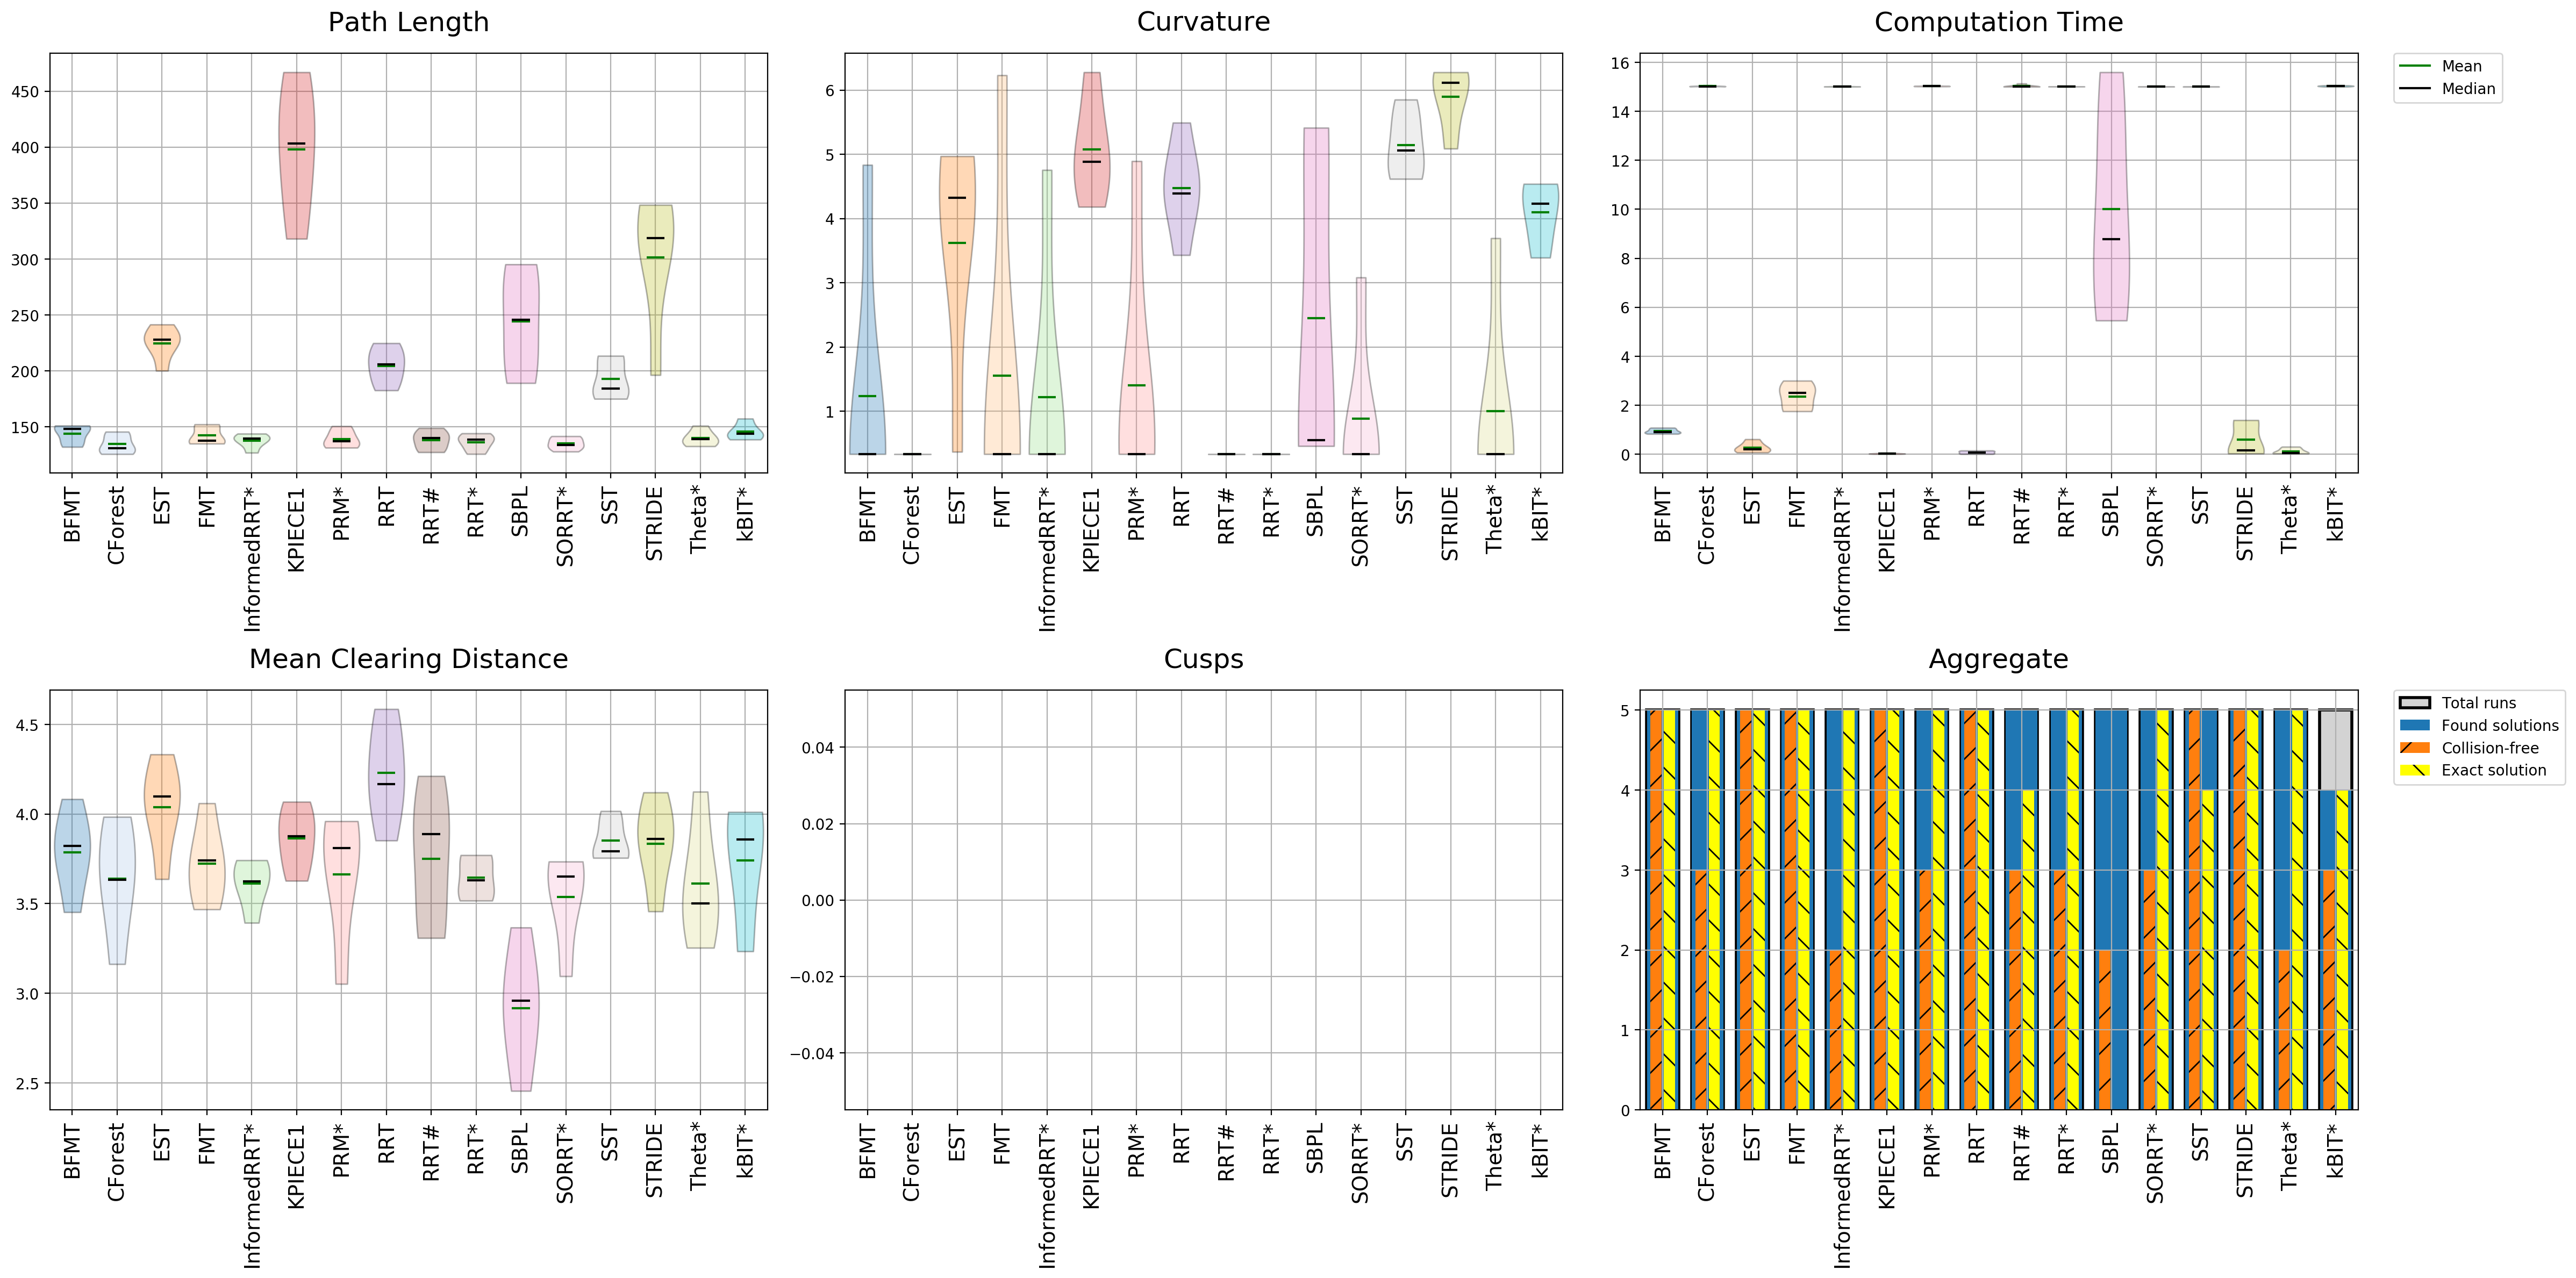 Path Length
450
400
350
300
250
200
150
BFMT
CForest
EST
FMT
InformedRRT*
KPIECE1
PRM*
RRT
RRT#
RRT*
SBPL
SORRT*
SST
STRIDE
Theta*
kBIT*
Curvature
6
5
4
3
2
1
BFMT
CForest
EST
FMT
InformedRRT*
KPIECE1
PRM*
RRT
RRT#
RRT*
SBPL
SORRT*
SST
STRIDE
Theta*
kBIT*
Computation Time
16
14
12
10
8
6
4
2
0
BFMT
CForest
EST
FMT
InformedRRT*
KPIECE1
PRM*
RRT
RRT#
RRT*
SBPL
SORRT*
SST
STRIDE
Theta*
kBIT*
Mean
Median
Mean Clearing Distance
4.5
4.0
3.5
3.0
2.5
BFMT
CForest
EST
FMT
InformedRRT*
KPIECE1
PRM*
RRT
RRT#
RRT*
SBPL
SORRT*
SST
STRIDE
Theta*
kBIT*
Cusps
0.04
0.02
0.00
−0.02
−0.04
BFMT
CForest
EST
FMT
InformedRRT*
KPIECE1
PRM*
RRT
RRT#
RRT*
SBPL
SORRT*
SST
STRIDE
Theta*
kBIT*
Aggregate
5
4
3
2
1
0
BFMT
CForest
EST
FMT
InformedRRT*
KPIECE1
PRM*
RRT
RRT#
RRT*
SBPL
SORRT*
SST
STRIDE
Theta*
kBIT*
Total runs
Found solutions
Collision-free
Exact solution